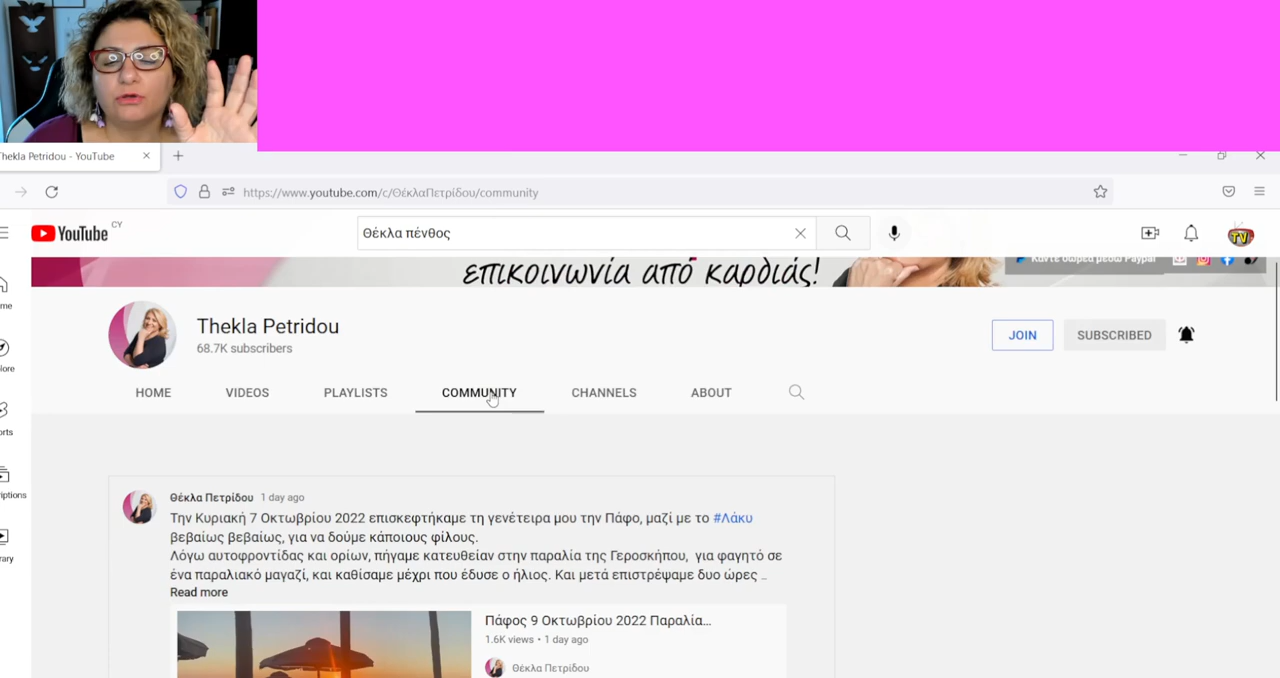 Thekla Petridou - YouTube
https://www.youtube.com/c/ΘέκλαΠετρίδου/community
YouTube CY
Θέκλα πένθος
TV
επικοινωνία από καρδιάς!
Κάντε δωρεά μέσω Paypal
Thekla Petridou
68.7K subscribers
JOIN
SUBSCRIBED
HOME
VIDEOS
PLAYLISTS
COMMUNITY
CHANNELS
ABOUT
Θέκλα Πετρίδου 1 day ago
Την Κυριακή 7 Οκτωβρίου 2022 επισκεφτήκαμε τη γενέτειρα μου την Πάφο, μαζί με το #Λάκυ
βεβαίως βεβαίως, για να δούμε κάποιους φίλους.
Λόγω αυτοφροντίδας και ορίων, πήγαμε κατευθείαν στην παραλία της Γεροσκήπου, για φαγητό σε
ένα παραλιακό μαγαζί, και καθίσαμε μέχρι που έδυσε ο ήλιος. Και μετά επιστρέψαμε δυο ώρες ...
Read more
Πάφος 9 Οκτωβρίου 2022 Παραλία...
1.6K views • 1 day ago
Θέκλα Πετρίδου